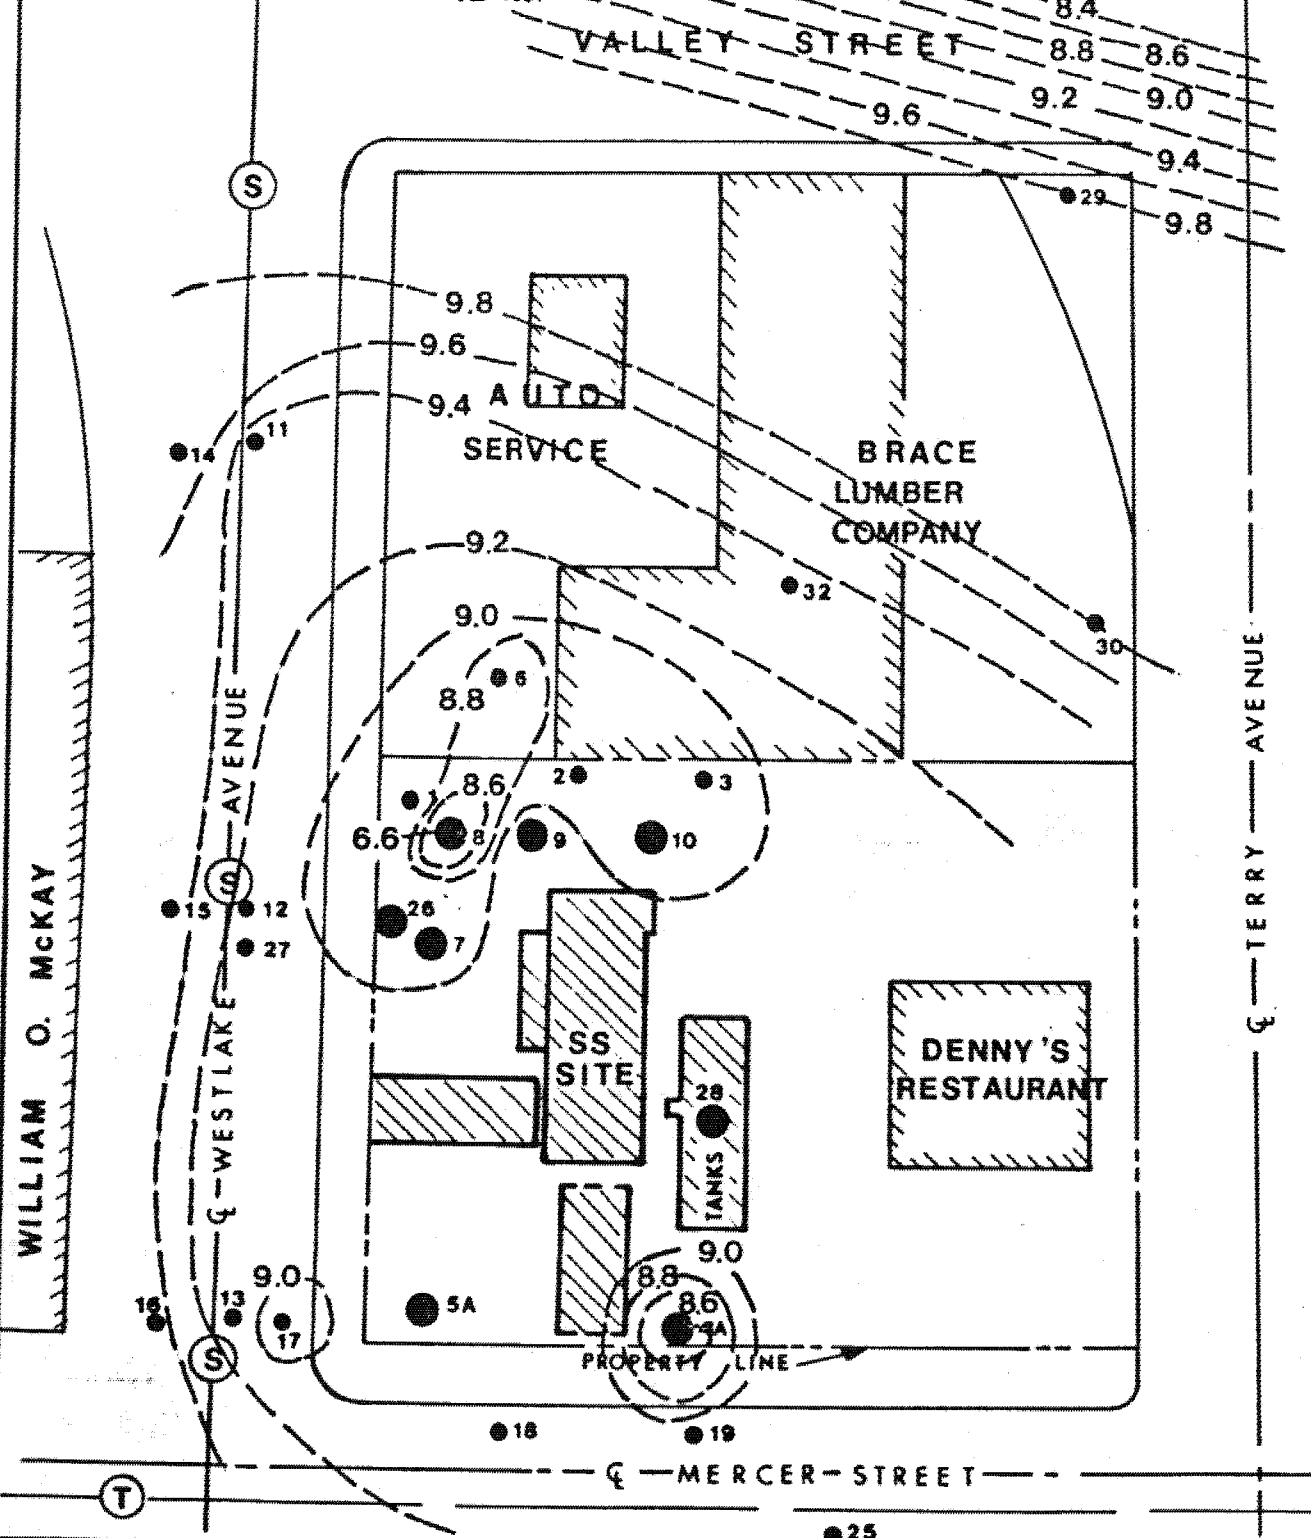 8.4
VALLEY STREET
8.8
8.6
9.2
9.0
9.6
9.4
S
29
9.8
9.8
9.6
9.4
AUTO
SERVICE
11
14
BRACE
LUMBER
COMPANY
9.2
32
9.0
30
6
8.8
2
3
1
8.6
6.6
8
9
10
S
15
12
26
7
27
WESTLAKE AVENUE
TERRY AVENUE
WILLIAM O. McKAY
SS
SITE
DENNY'S
RESTAURANT
28
TANKS
9.0
9.0
8.8
8.6
16
13
17
5A
S
PROPERTY LINE
18
19
℄ MERCER STREET
T
25